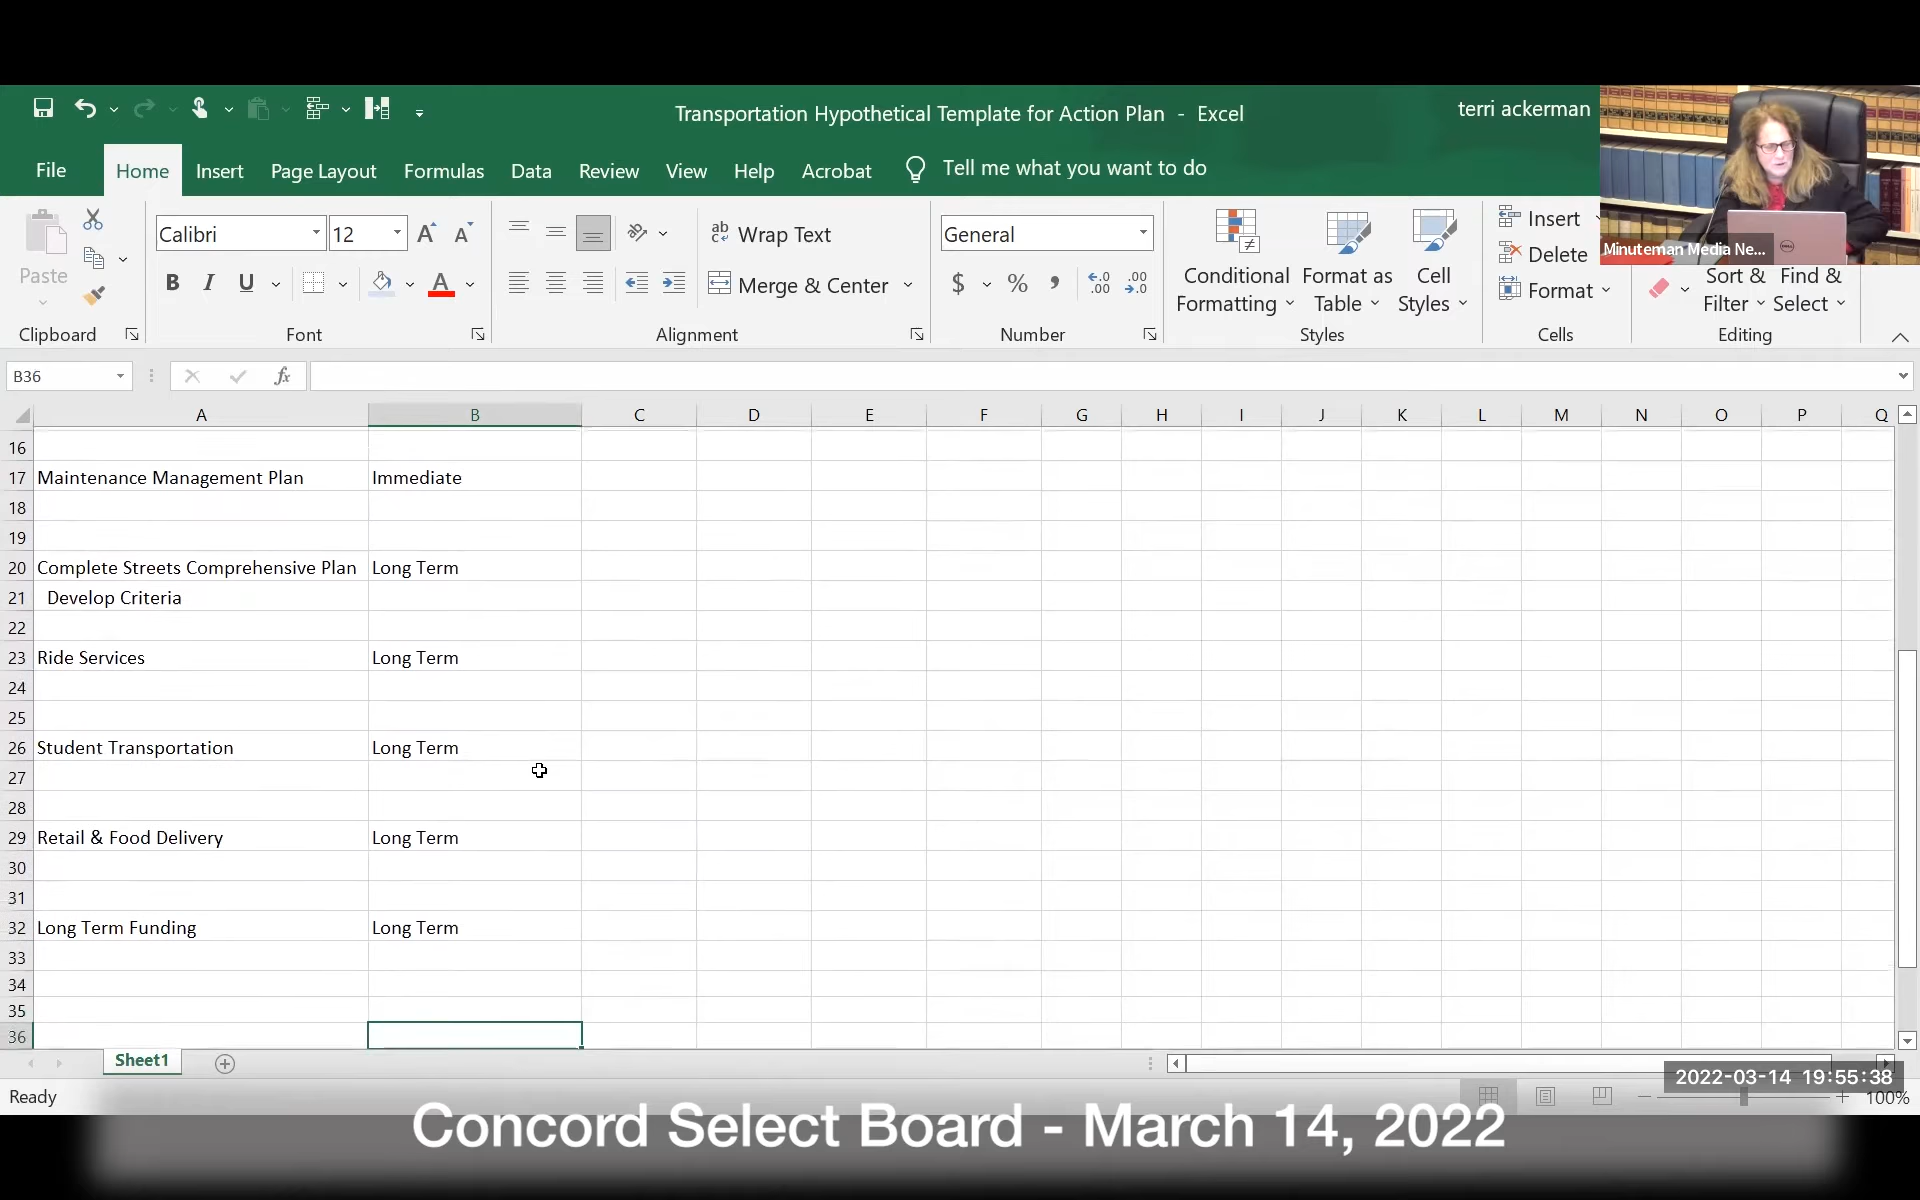 Transportation Hypothetical Template for Action Plan - Excel
terri ackerman
File Home Insert Page Layout Formulas Data Review View Help Acrobat Tell me what you want to do
Minuteman Media Ne...
Paste
Calibri 12
B I U A
ab Wrap Text
Merge & Center
General
$ % ,
Conditional Formatting
Format as Table
Cell Styles
Insert
Delete
Format
Sort & Filter
Find & Select
Clipboard Font Alignment Number Styles Cells Editing
B36 fx
A B C D E F G H I J K L M N O P Q
16
17 Maintenance Management Plan Immediate
18
19
20 Complete Streets Comprehensive Plan Long Term
21 Develop Criteria
22
23 Ride Services Long Term
24
25
26 Student Transportation Long Term
27
28
29 Retail & Food Delivery Long Term
30
31
32 Long Term Funding Long Term
33
34
35
36
Sheet1
2022-03-14 19:55:38
Ready 100%
Concord Select Board - March 14, 2022